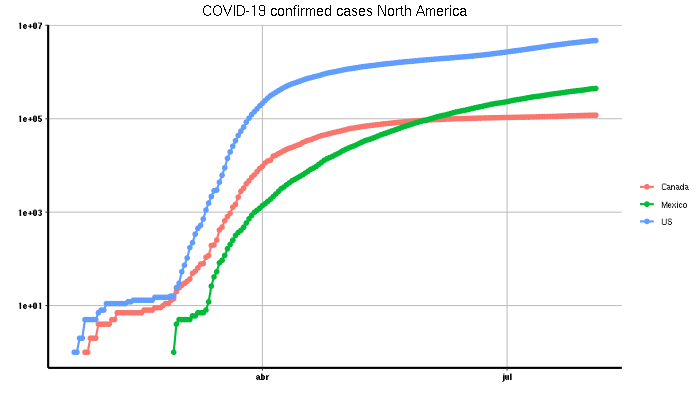 COVID-19 confirmed cases North America
1e+07
1e+05
1e+03
1e+01
abr
jul
Canada
Mexico
US